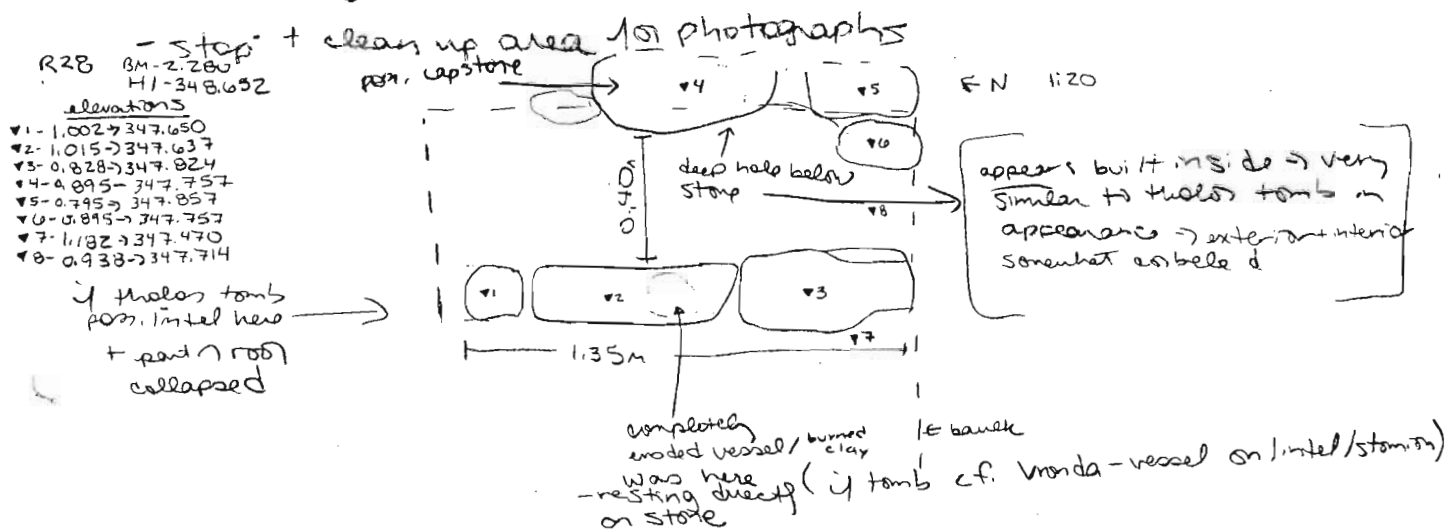 - stop + clean up area for photographs
R28 BM-2.280
HI-348.652
poss. capstone
elevations
▾1-1.002→347.650
▾2-1.015→347.637
▾3-0.828→347.824
▾4-0.895-347.757
▾5-0.795→347.857
▾6-0.895→347.757
▾7-1.182→347.470
▾8-0.938→347.714
▾4
▾5
← N 1:20
▾6
0.40
deep hole below
stone
▾8
appears built inside → very
similar to tholos tomb in
appearance → exterior + interior
somewhat corbeled
▾1
▾2
▾3
▾7
1.35m
if tholos tomb
poss. lintel here
+ part of roof
collapsed
completely
eroded vessel/burned clay
was here
- resting directly
on stone
E baulk
(if tomb cf. Vronda-vessel on lintel/stomion)